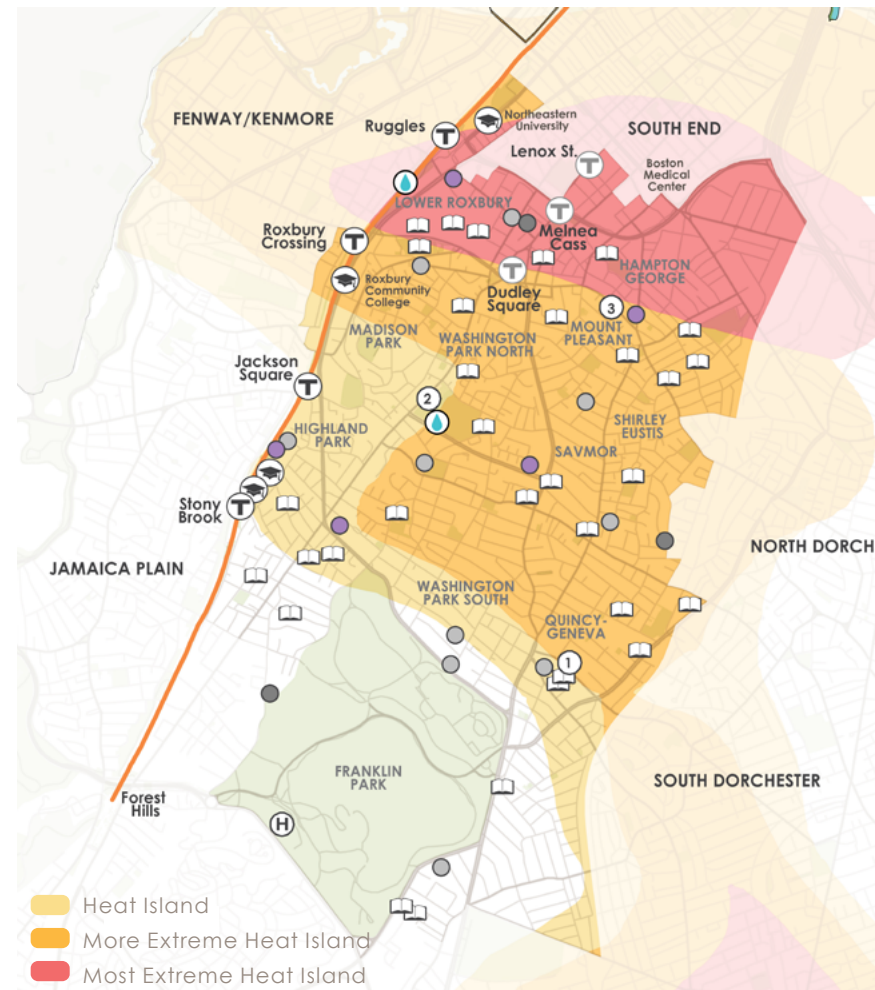 FENWAY/KENMORE
Ruggles
T
Northeastern
University
SOUTH END
Lenox St.
T
Boston
Medical
Center
LOWER ROXBURY
T
Melnea
Cass
Roxbury
Crossing
T
HAMPTON
GEORGE
Roxbury
Community
College
T
Dudley
Square
3
MOUNT
PLEASANT
MADISON
PARK
WASHINGTON
PARK NORTH
Jackson
Square
T
2
HIGHLAND
PARK
SHIRLEY
EUSTIS
SAVMOR
Stony
Brook
T
NORTH DORCH
JAMAICA PLAIN
WASHINGTON
PARK SOUTH
QUINCY-
GENEVA
1
FRANKLIN
PARK
SOUTH DORCHESTER
Forest
Hills
H
Heat Island
More Extreme Heat Island
Most Extreme Heat Island